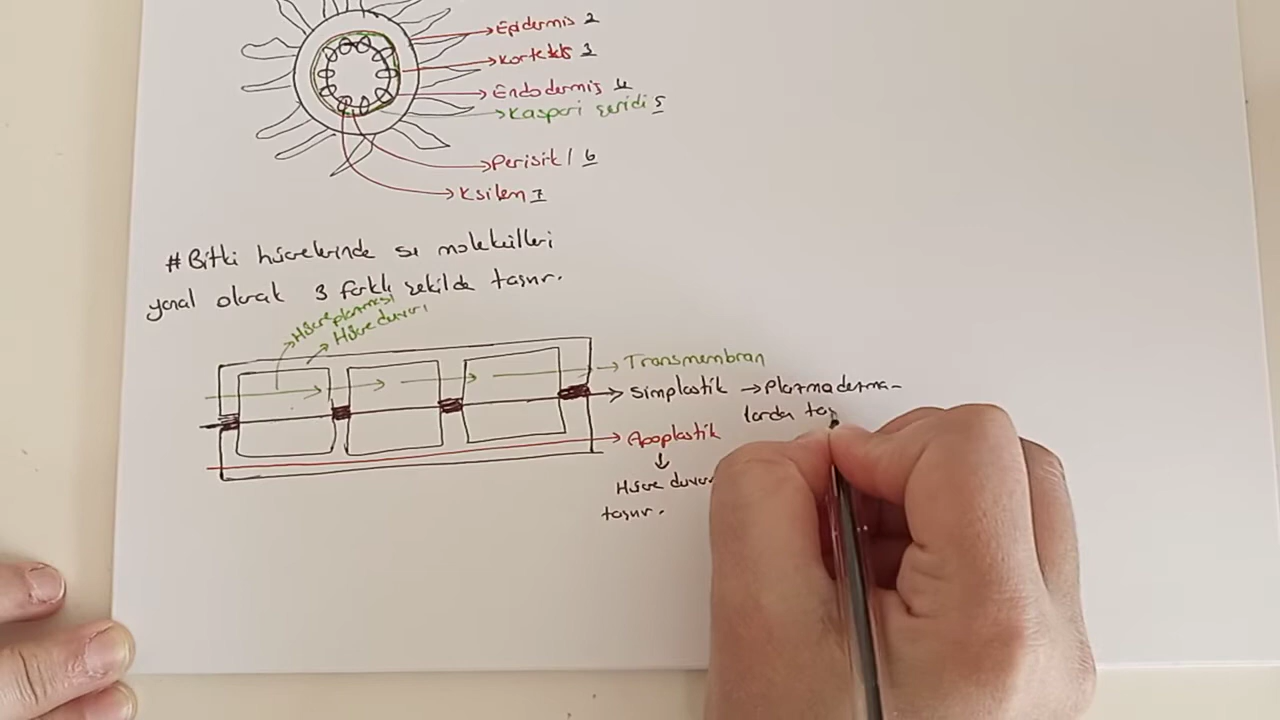 Epidermis 2
Korteks 3
Endodermis 4
Kaspari şeridi 5
Perisikl 6
Ksilem 7
#Bitki hücrelerinde su molekülleri
yanal olarak 3 farklı şekilde taşınır.
Hücre plazması
Hücre duvarı
Transmembran
Simplastik → Plazmaderma-
lardan taş
Apoplastik
↓
Hücre duvar
taşınır.